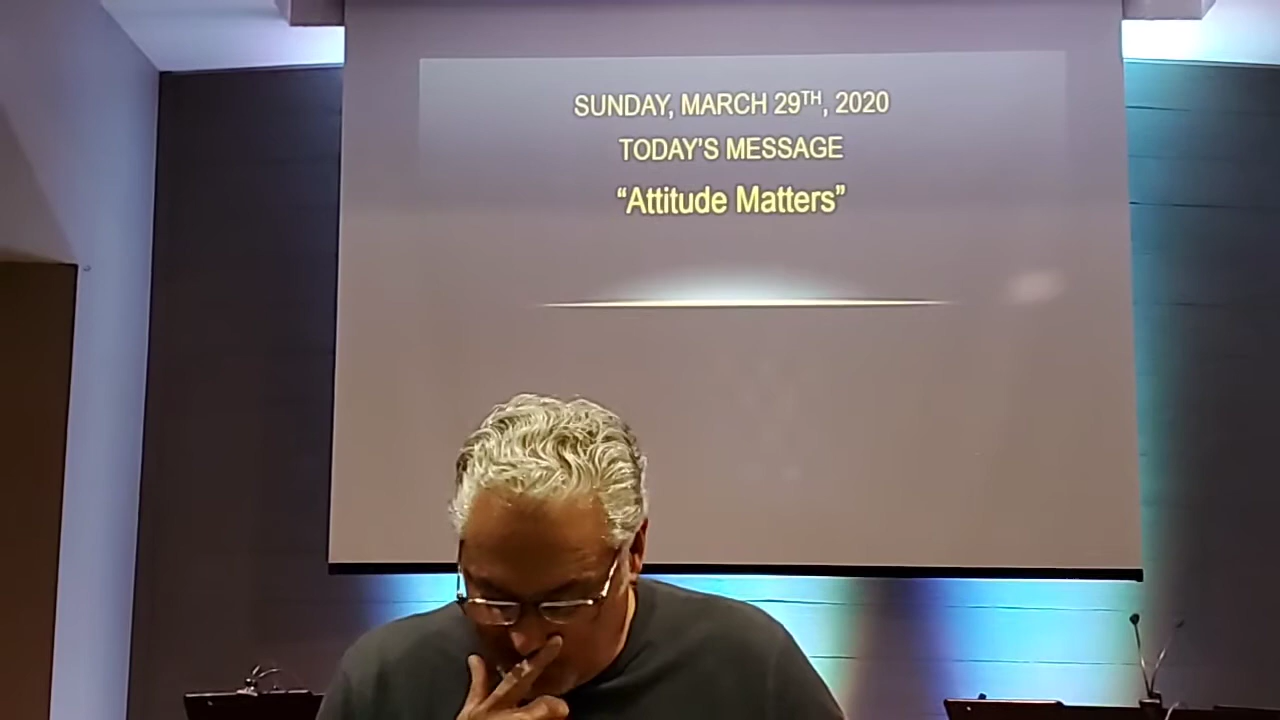 SUNDAY, MARCH 29TH, 2020
TODAY'S MESSAGE
“Attitude Matters”